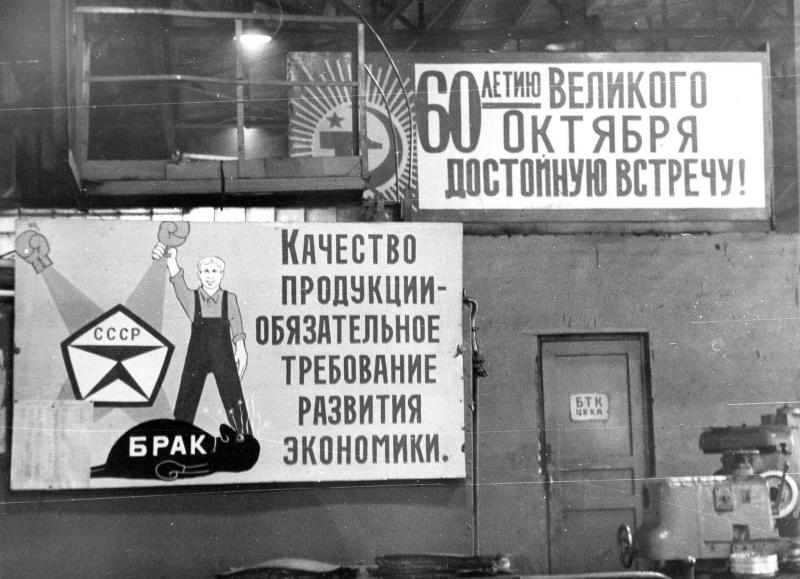 60 ЛЕТИЮ ВЕЛИКОГО
ОКТЯБРЯ
ДОСТОЙНУЮ ВСТРЕЧУ!
КАЧЕСТВО
ПРОДУКЦИИ-
ОБЯЗАТЕЛЬНОЕ
ТРЕБОВАНИЕ
РАЗВИТИЯ
ЭКОНОМИКИ.
СССР
БРАК
БТК
ЦЕХА